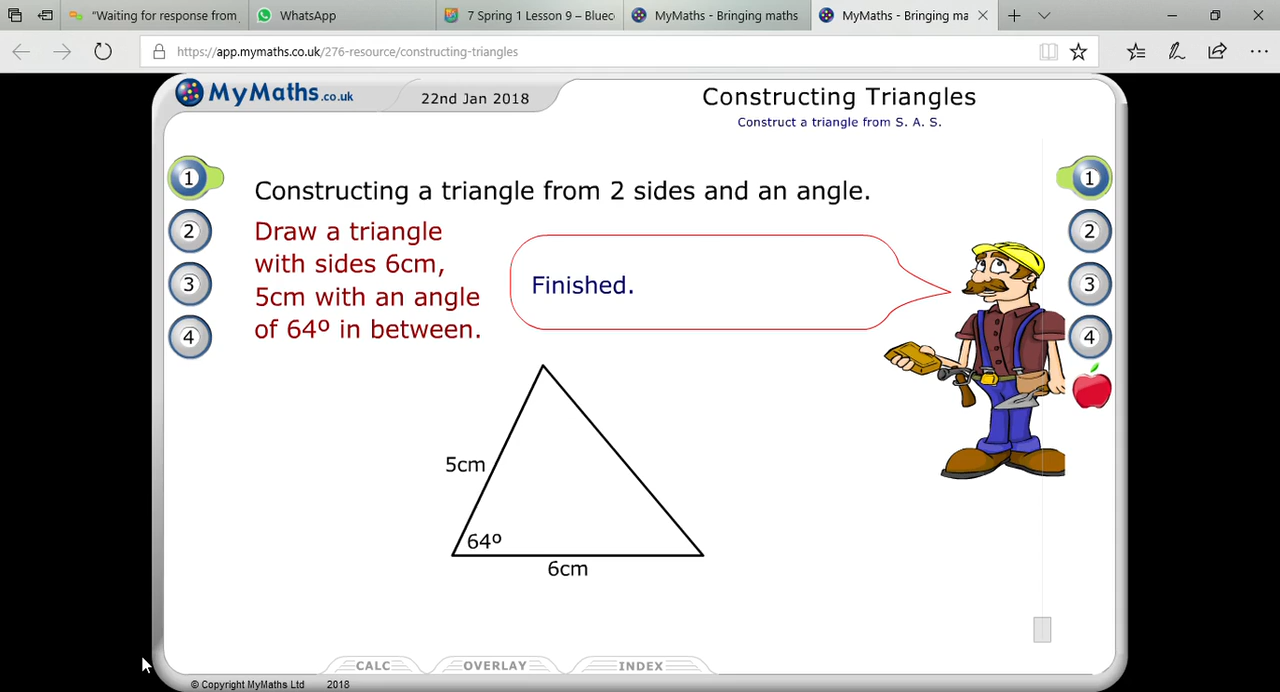 "Waiting for response from
WhatsApp
7 Spring 1 Lesson 9 – Bluec
MyMaths - Bringing maths
MyMaths - Bringing ma
https://app.mymaths.co.uk/276-resource/constructing-triangles
MyMaths.co.uk
22nd Jan 2018
Constructing Triangles
Construct a triangle from S. A. S.
1
2
3
4
Constructing a triangle from 2 sides and an angle.
Draw a triangle
with sides 6cm,
5cm with an angle
of 64º in between.
Finished.
1
2
3
4
5cm
64º
6cm
CALC
OVERLAY
INDEX
© Copyright MyMaths Ltd 2018